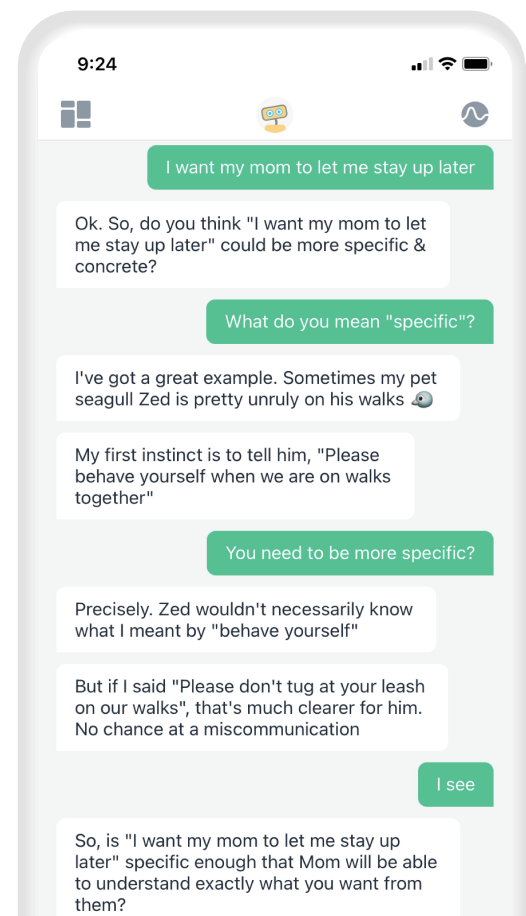 9:24
I want my mom to let me stay up later
Ok. So, do you think "I want my mom to let
me stay up later" could be more specific &
concrete?
What do you mean "specific"?
I've got a great example. Sometimes my pet
seagull Zed is pretty unruly on his walks
My first instinct is to tell him, "Please
behave yourself when we are on walks
together"
You need to be more specific?
Precisely. Zed wouldn't necessarily know
what I meant by "behave yourself"
But if I said "Please don't tug at your leash
on our walks", that's much clearer for him.
No chance at a miscommunication
I see
So, is "I want my mom to let me stay up
later" specific enough that Mom will be able
to understand exactly what you want from
them?